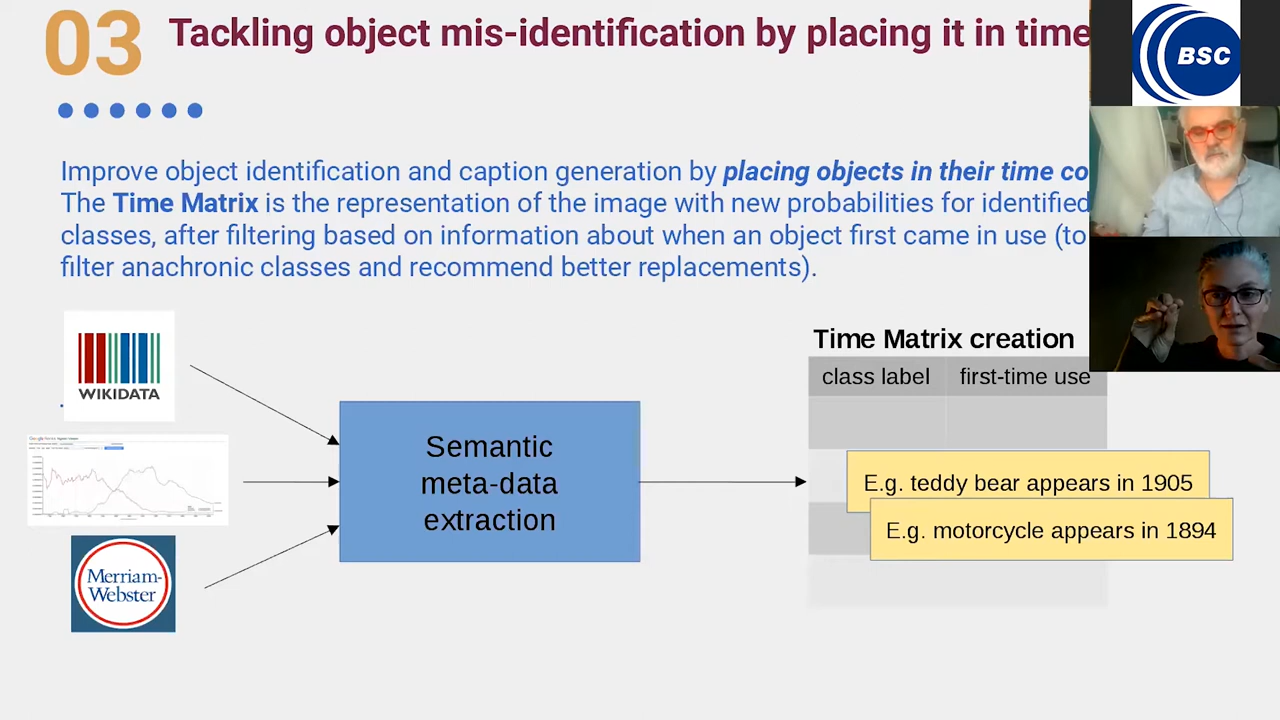 03
Tackling object mis-identification by placing it in time
BSC
Improve object identification and caption generation by placing objects in their time co
The Time Matrix is the representation of the image with new probabilities for identified
classes, after filtering based on information about when an object first came in use (to
filter anachronic classes and recommend better replacements).
WIKIDATA
Semantic
meta-data
extraction
Merriam-
Webster
Time Matrix creation
class label first-time use
E.g. teddy bear appears in 1905
E.g. motorcycle appears in 1894